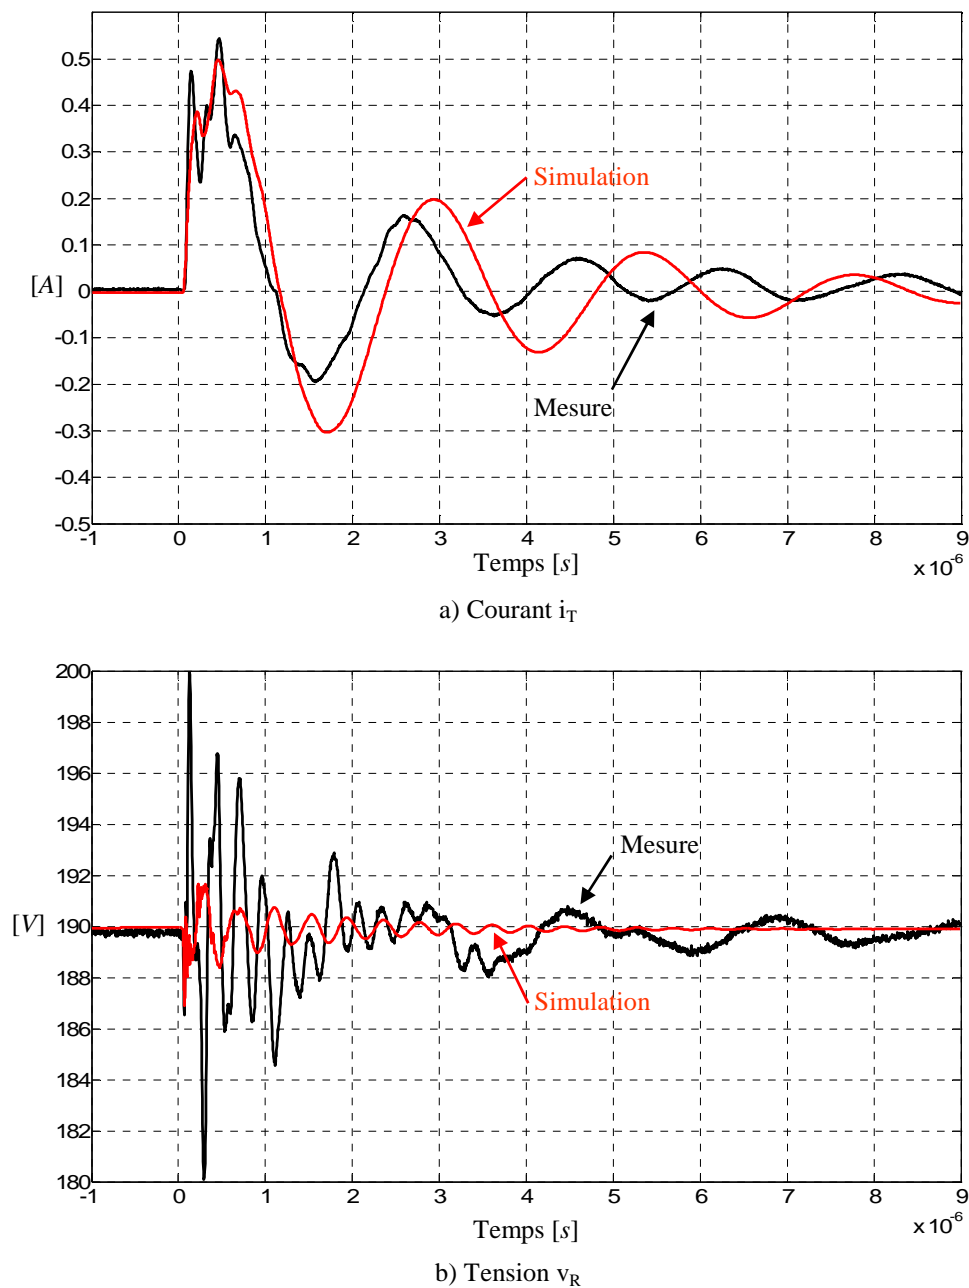 0.5
0.4
0.3
0.2
0.1
0
-0.1
-0.2
-0.3
-0.4
-0.5
[A]
Simulation
Mesure
-1 0 1 2 3 4 5 6 7 8 9
Temps [s]
x 10-6
a) Courant iT
200
198
196
194
192
190
188
186
184
182
180
[V]
Mesure
Simulation
-1 0 1 2 3 4 5 6 7 8 9
Temps [s]
x 10-6
b) Tension vR